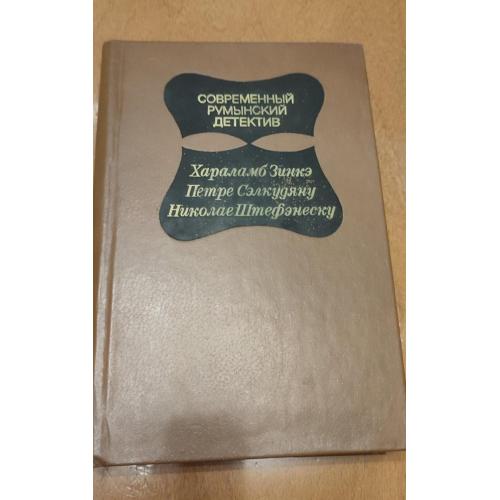 СОВРЕМЕННЫЙ
РУМЫНСКИЙ
ДЕТЕКТИВ
Хараламб Зинкэ
Петре Сэлкудяну
Николае Штефэнеску